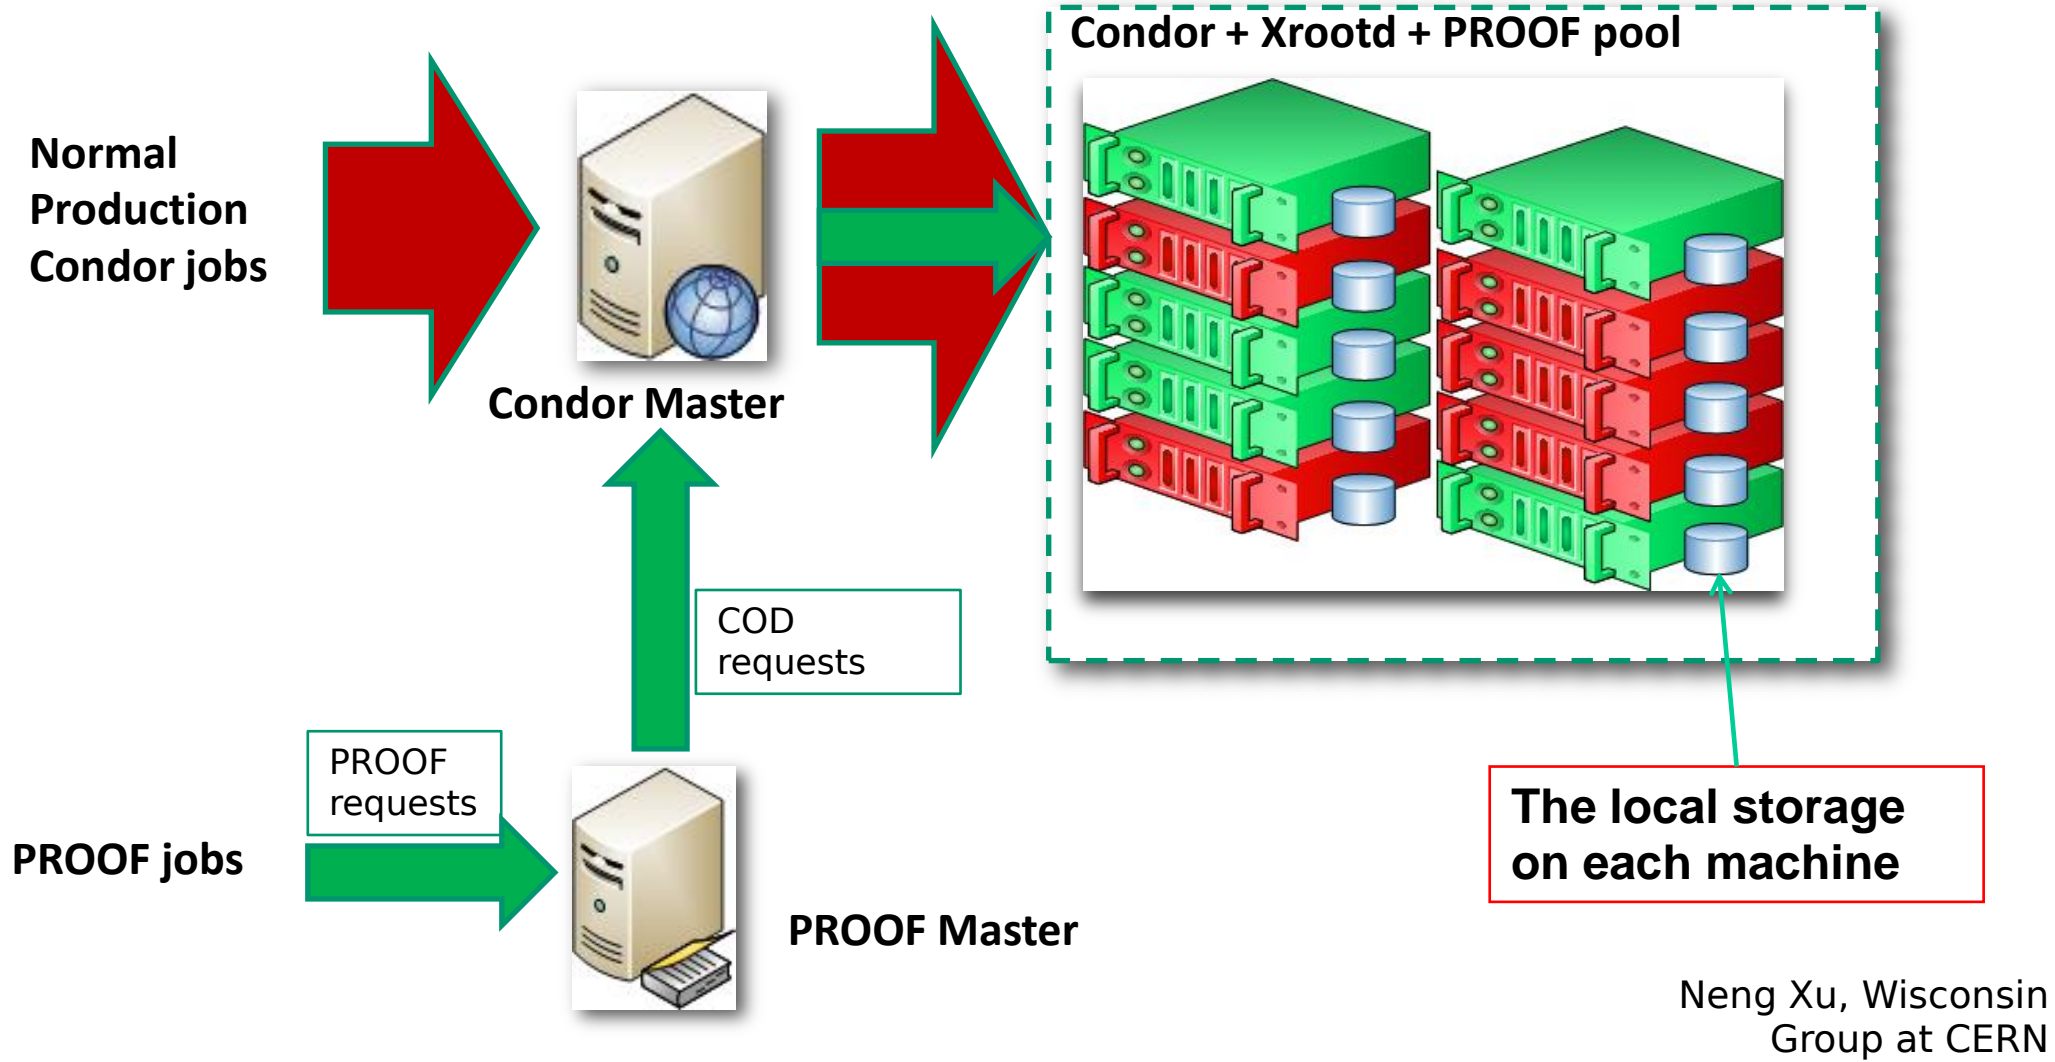 Condor + Xrootd + PROOF pool
Normal
Production
Condor jobs
Condor Master
COD
requests
PROOF
requests
PROOF jobs
PROOF Master
The local storage
on each machine
Neng Xu, Wisconsin
Group at CERN